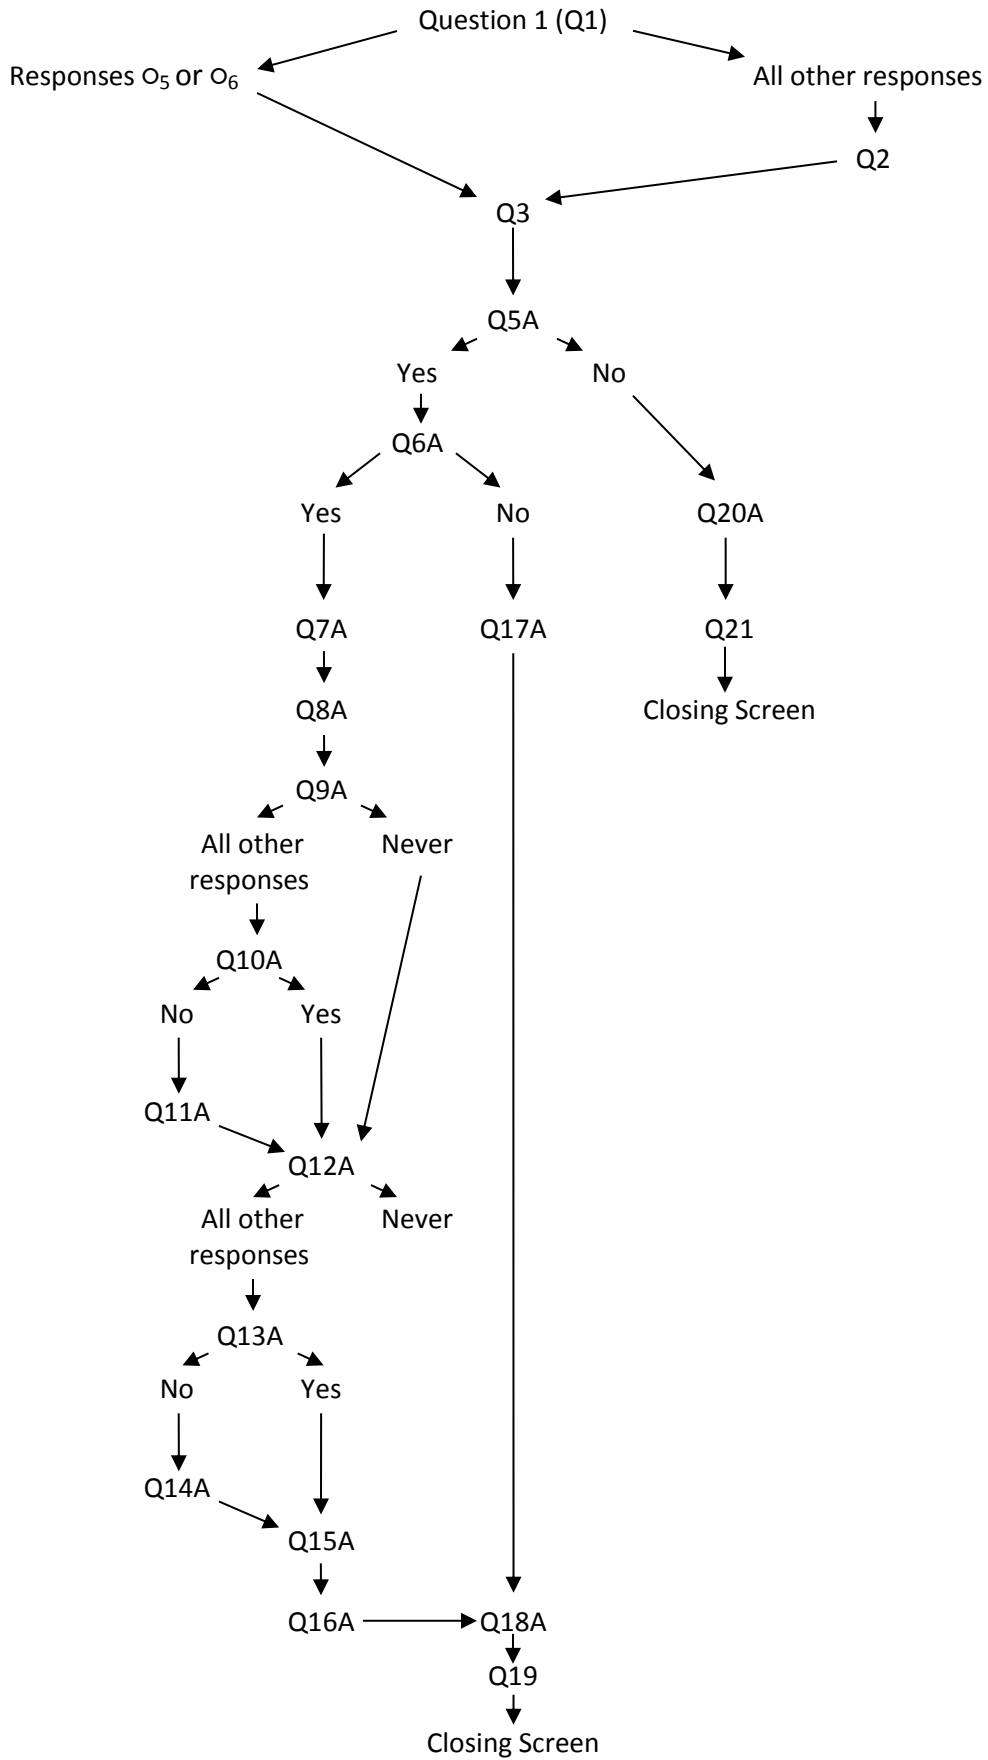 Question 1 (Q1)
Responses O₅ or O₆
All other responses
Q2
Q3
Q5A
Yes
No
Q6A
Yes
No
Q20A
Q7A
Q17A
Q21
Q8A
Closing Screen
Q9A
All other
responses
Never
Q10A
No
Yes
Q11A
Q12A
All other
responses
Never
Q13A
No
Yes
Q14A
Q15A
Q16A
Q18A
Q19
Closing Screen